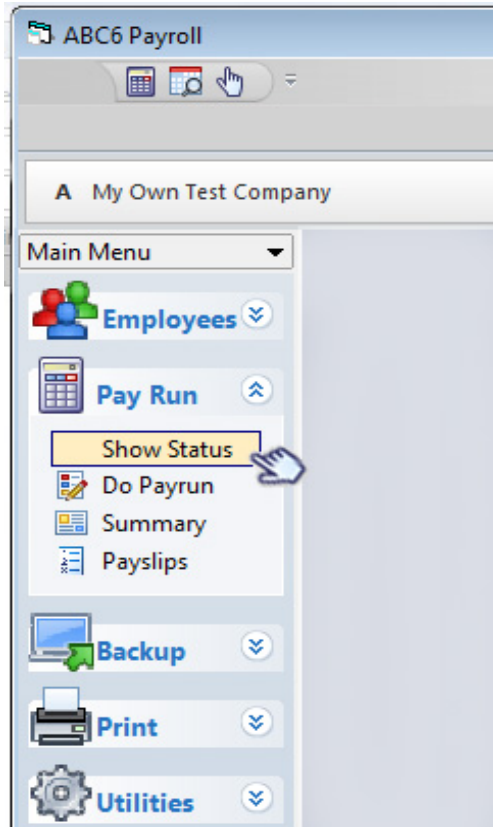 ABC6 Payroll
A My Own Test Company
Main Menu
Employees
Pay Run
Show Status
Do Payrun
Summary
Payslips
Backup
Print
Utilities